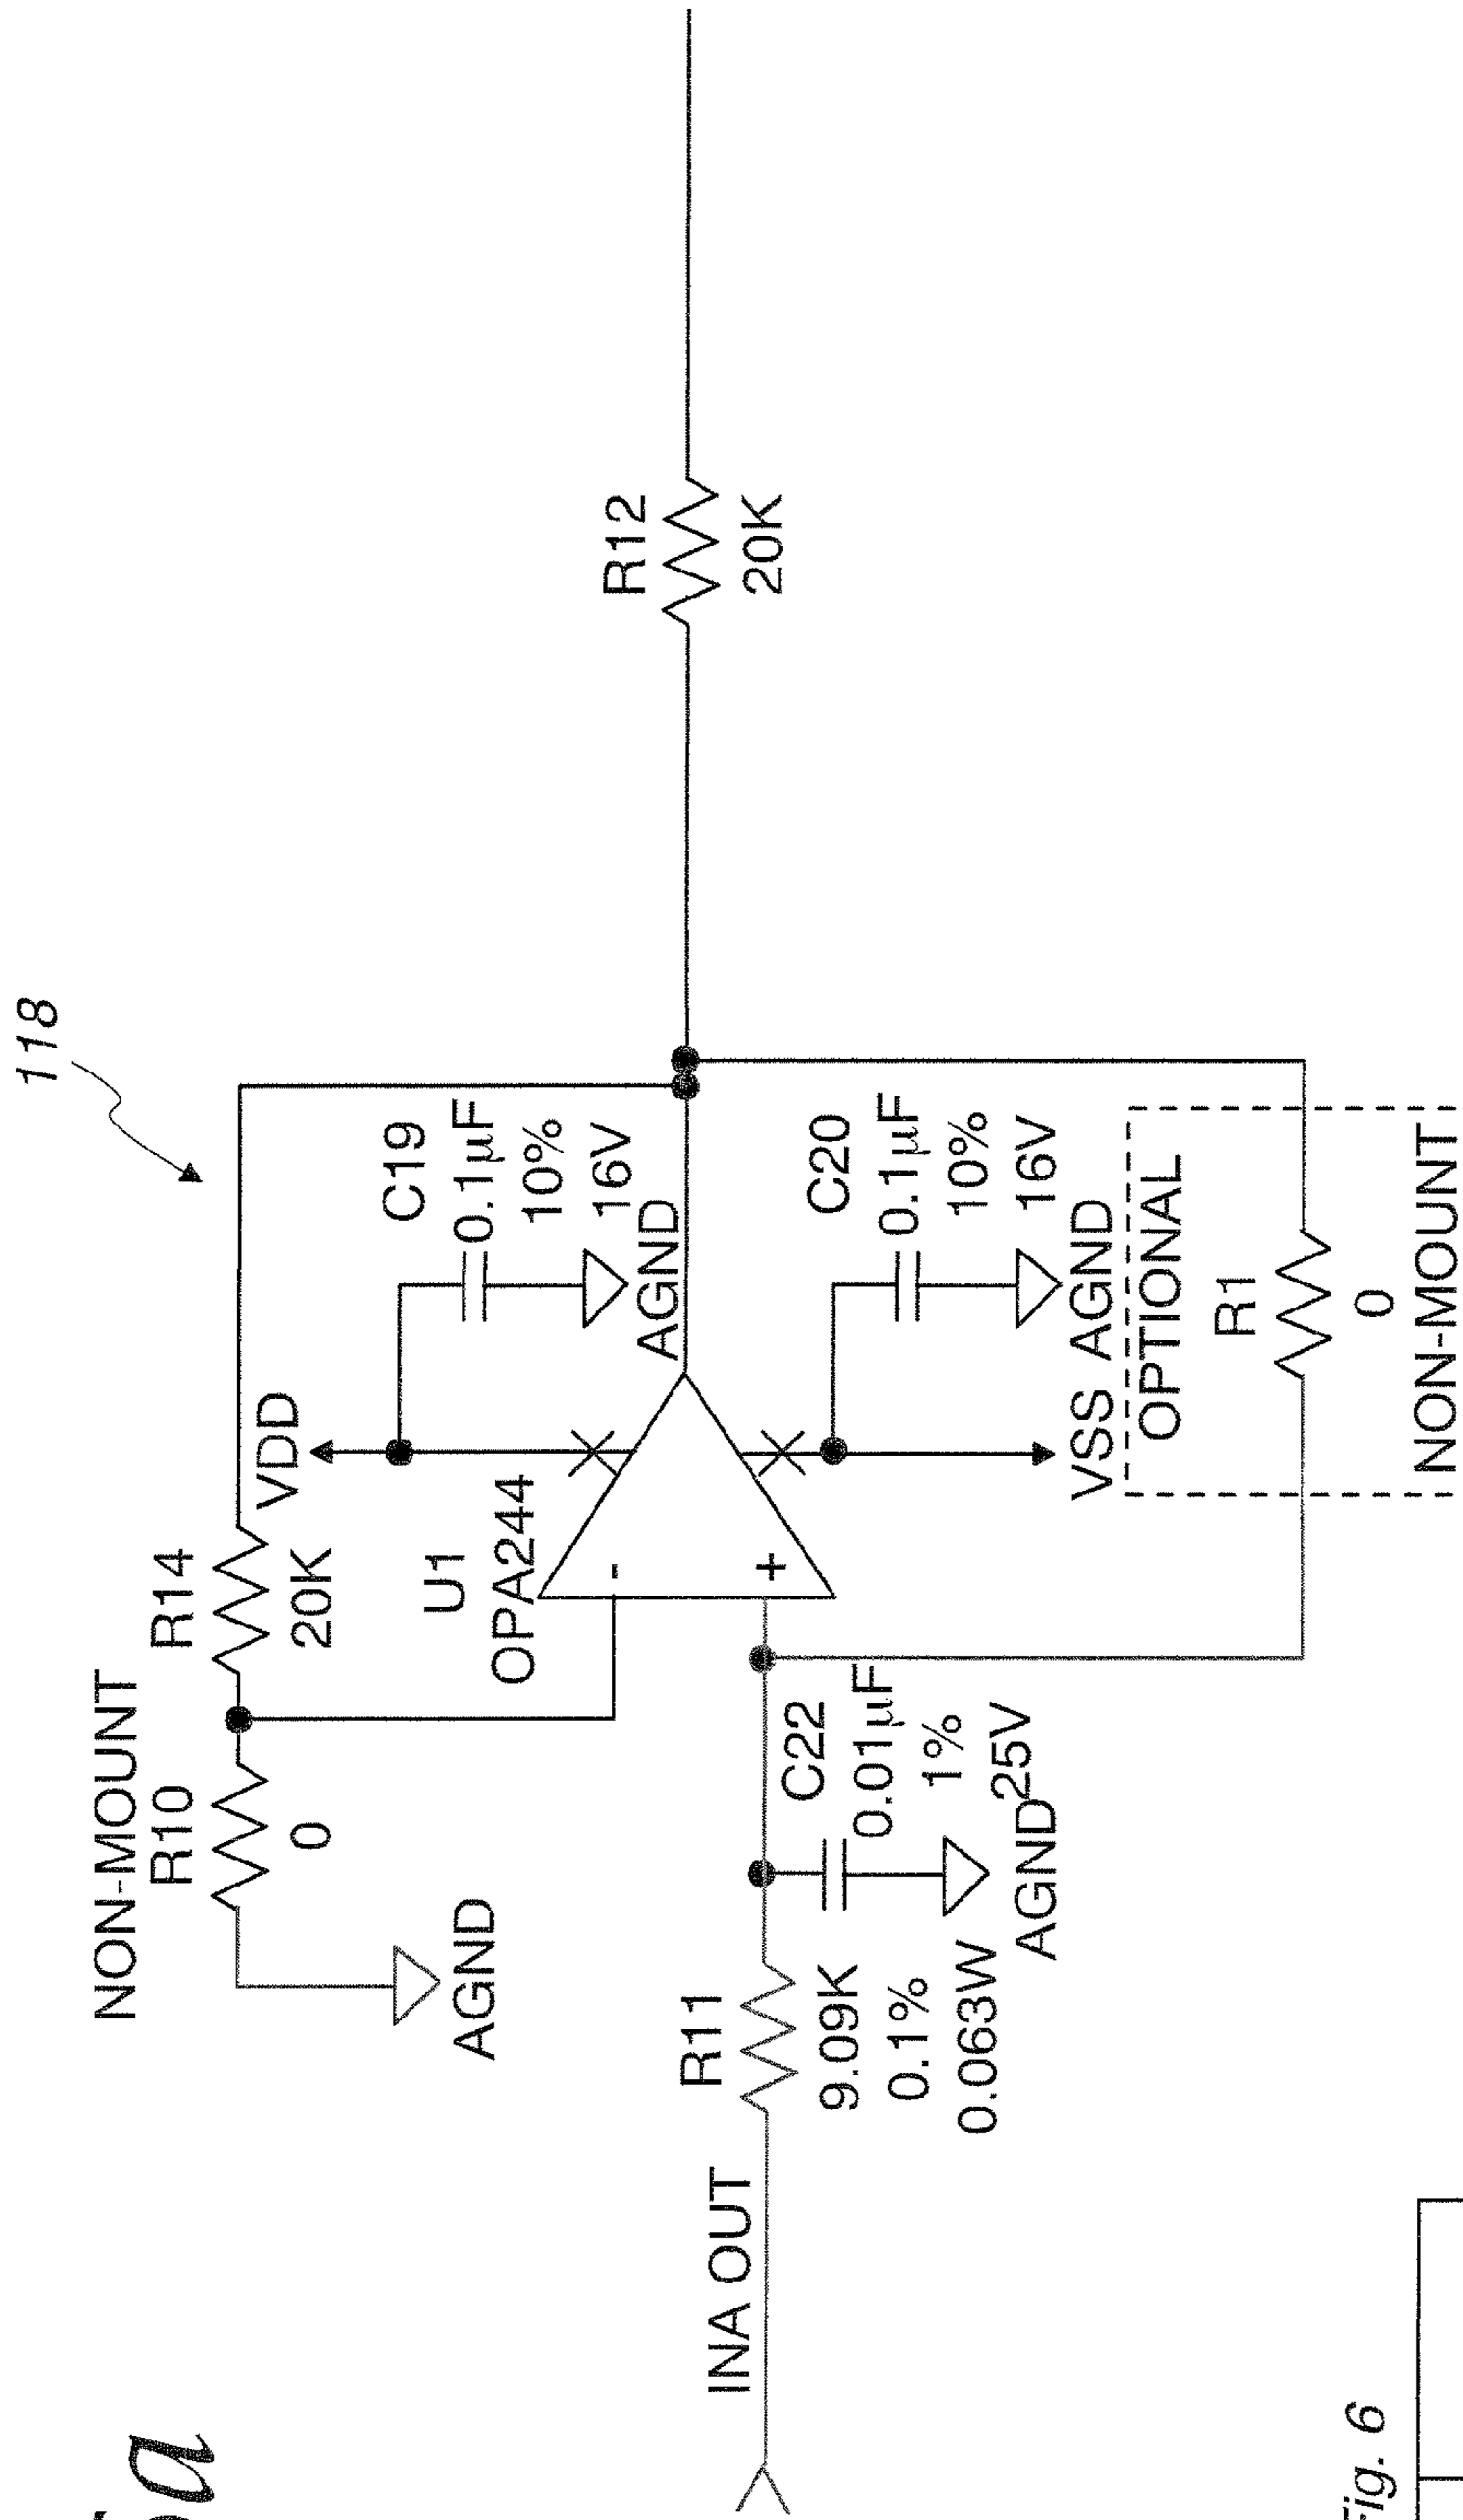 118
NON-MOUNT
R10
0
R14
20K
AGND
VDD
C19
0.1µF
10%
16V
AGND
U1
OPA244
-
+
R12
20K
INA OUT
R11
9.09K
0.1%
0.063W
C22
0.01µF
1%
25V
AGND
C20
0.1µF
10%
16V
VSS AGND
OPTIONAL
R1
0
NON-MOUNT
a
Fig. 6